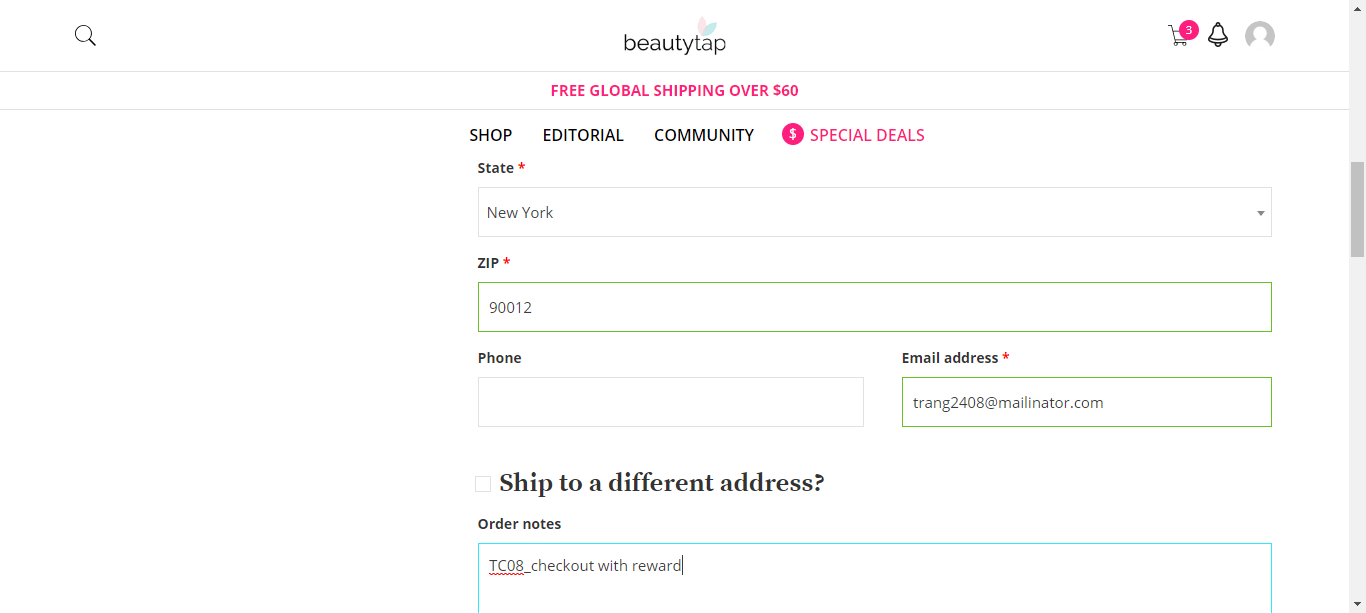 beautytap
3
FREE GLOBAL SHIPPING OVER $60
SHOP EDITORIAL COMMUNITY $ SPECIAL DEALS
State *
New York
ZIP *
90012
Phone Email address *
trang2408@mailinator.com
Ship to a different address?
Order notes
TC08_checkout with reward